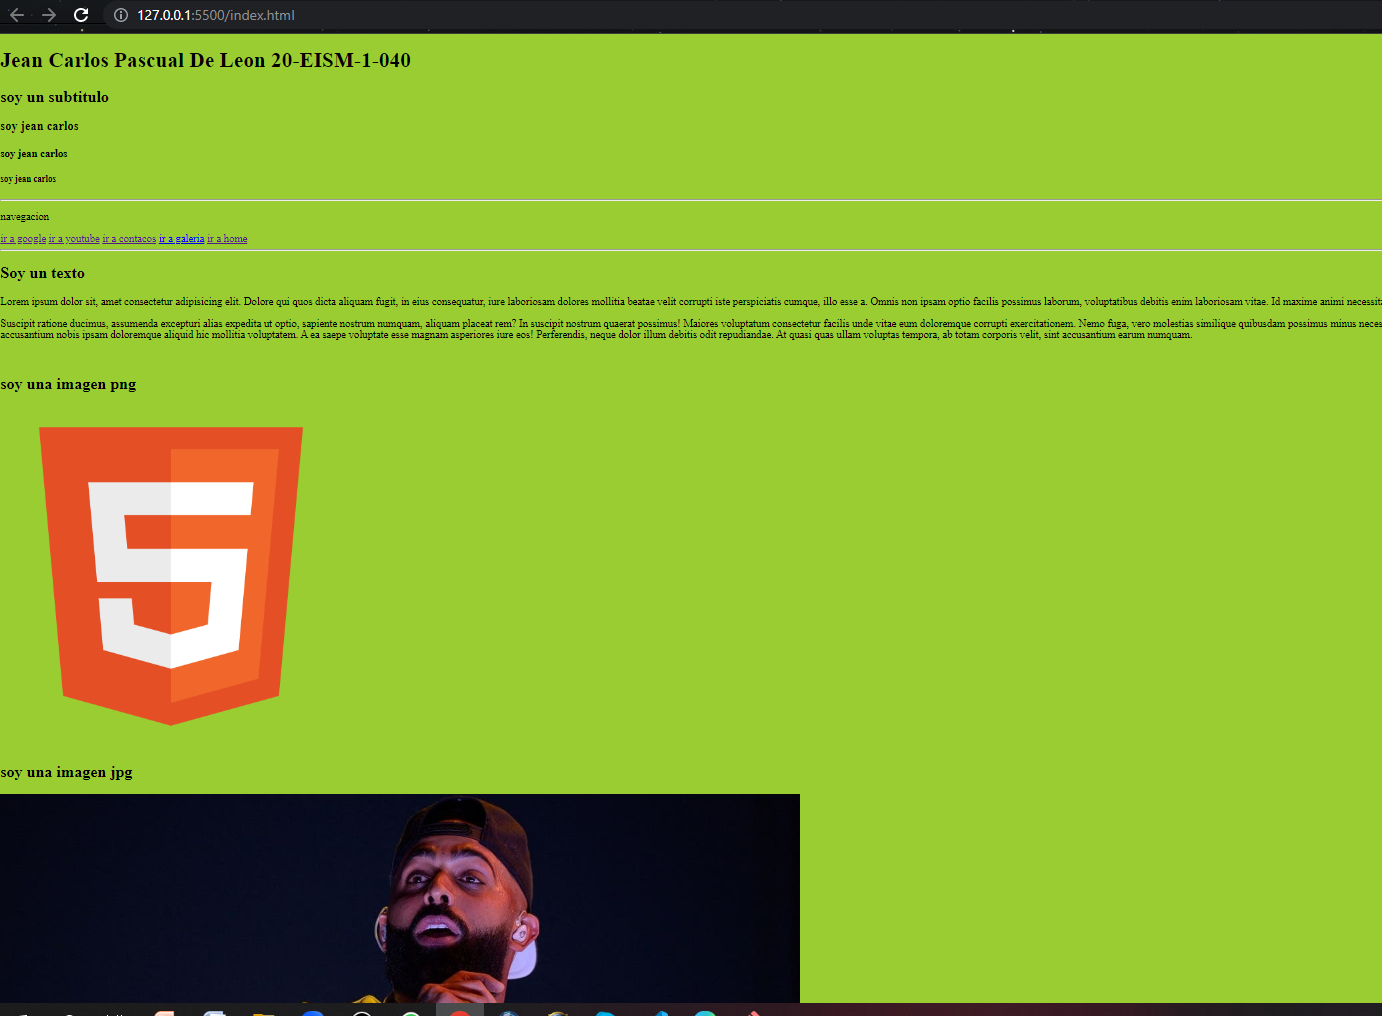 127.0.0.1:5500/index.html
Jean Carlos Pascual De Leon 20-EISM-1-040
soy un subtitulo
soy jean carlos
soy jean carlos
soy jean carlos
navegacion
ir a google ir a youtube ir a contacos ir a galeria ir a home
Soy un texto
Lorem ipsum dolor sit, amet consectetur adipisicing elit. Dolore qui quos dicta aliquam fugit, in eius consequatur, iure laboriosam dolores mollitia beatae velit corrupti iste perspiciatis cumque, illo esse a. Omnis non ipsam optio facilis possimus laborum, voluptatibus debitis enim laboriosam vitae. Id maxime animi necessita
Suscipit ratione ducimus, assumenda excepturi alias expedita ut optio, sapiente nostrum numquam, aliquam placeat rem? In suscipit nostrum quaerat possimus! Maiores voluptatum consectetur facilis unde vitae eum doloremque corrupti exercitationem. Nemo fuga, vero molestias similique quibusdam possimus minus neces
accusantium nobis ipsam doloremque aliquid hic mollitia voluptatem. A ea saepe voluptate esse magnam asperiores iure eos! Perferendis, neque dolor illum debitis odit repudiandae. At quasi quas ullam voluptas tempora, ab totam corporis velit, sint accusantium earum numquam.
soy una imagen png
soy una imagen jpg